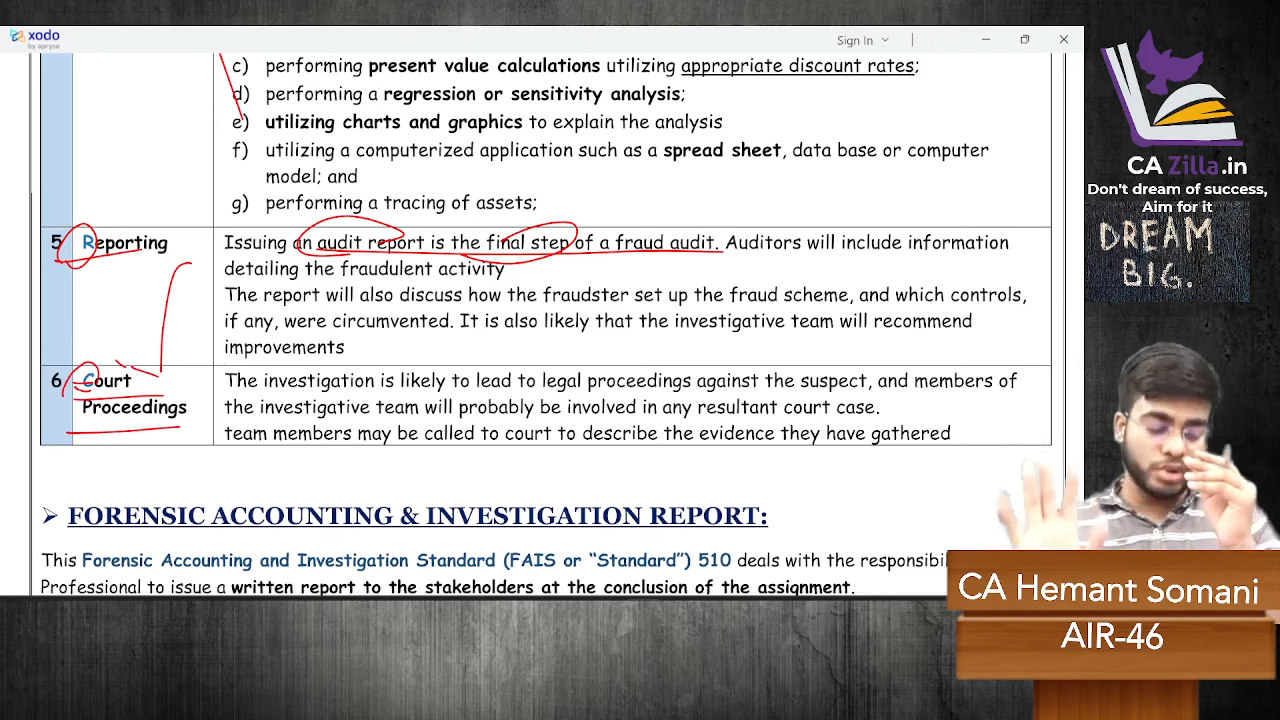 xodo
by apryse
Sign In
c) performing present value calculations utilizing appropriate discount rates;
d) performing a regression or sensitivity analysis;
e) utilizing charts and graphics to explain the analysis
f) utilizing a computerized application such as a spread sheet, data base or computer
model; and
g) performing a tracing of assets;
5 Reporting Issuing an audit report is the final step of a fraud audit. Auditors will include information
detailing the fraudulent activity
The report will also discuss how the fraudster set up the fraud scheme, and which controls,
if any, were circumvented. It is also likely that the investigative team will recommend
improvements
6 Court The investigation is likely to lead to legal proceedings against the suspect, and members of
Proceedings the investigative team will probably be involved in any resultant court case.
team members may be called to court to describe the evidence they have gathered
FORENSIC ACCOUNTING & INVESTIGATION REPORT:
This Forensic Accounting and Investigation Standard (FAIS or “Standard”) 510 deals with the
Professional to issue a written report to the stakeholders at the conclusion of the assignment.
CA Zilla.in
Don't dream of success,
Aim for it
DREAM
BIG.
CA Hemant Somani
AIR-46